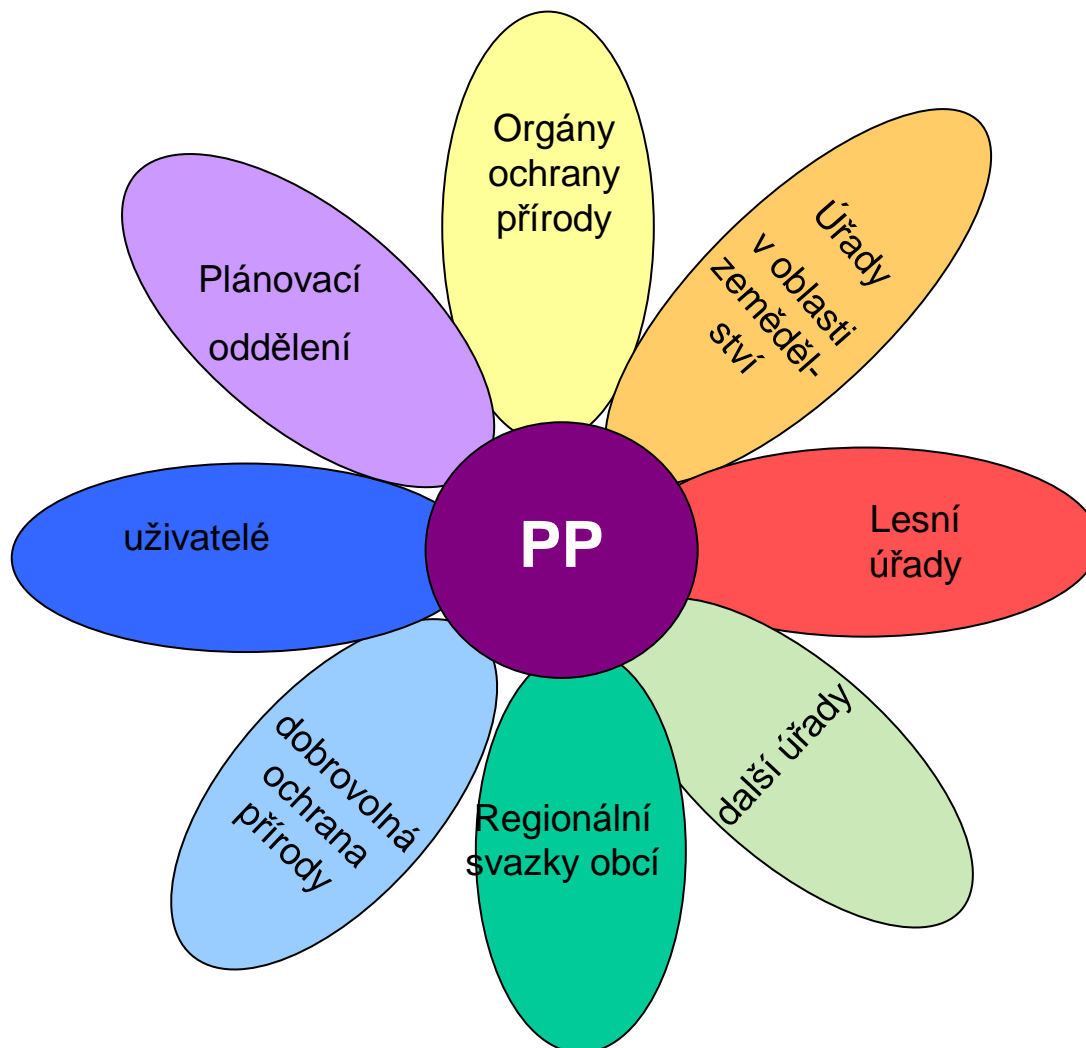 Orgány
ochrany
přírody
Úřady
v oblasti
zeměděl-
ství
Plánovací
oddělení
uživatelé
PP
Lesní
úřady
dobrovolná
ochrana
přírody
Regionální
svazky obcí
další úřady